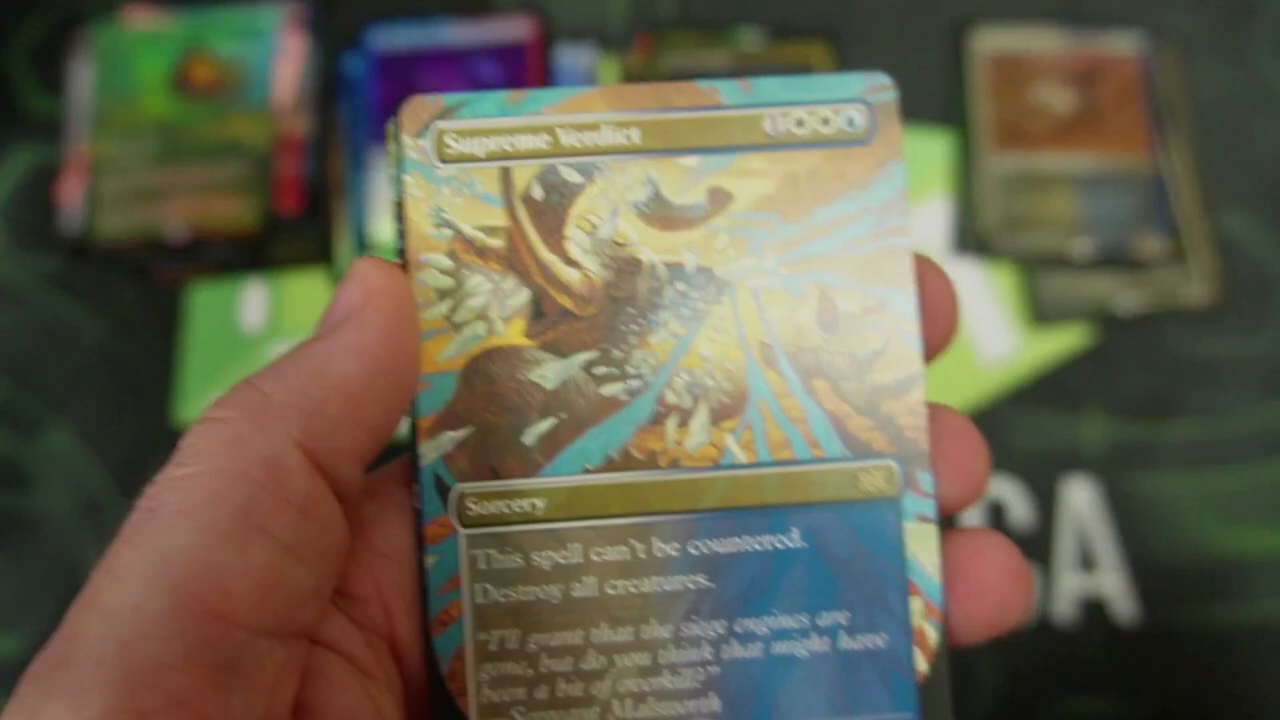 Supreme Verdict
Sorcery
This spell can't be countered.
Destroy all creatures.
"I'll grant that the siege engines are
gone, but do you think that might have
been a bit of overkill?"
CA